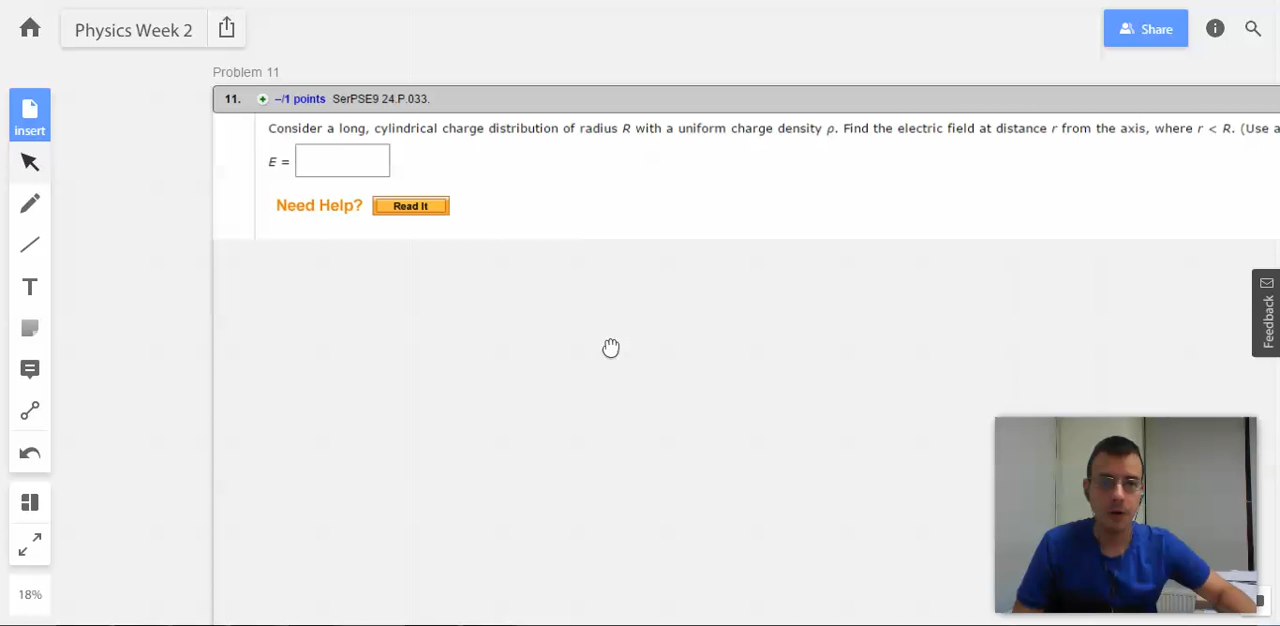 Physics Week 2
Share
Problem 11
11. –/1 points SerPSE9 24.P.033.
insert
Consider a long, cylindrical charge distribution of radius R with a uniform charge density ρ. Find the electric field at distance r from the axis, where r < R. (Use a
E =
Need Help? Read It
T
Feedback
18%